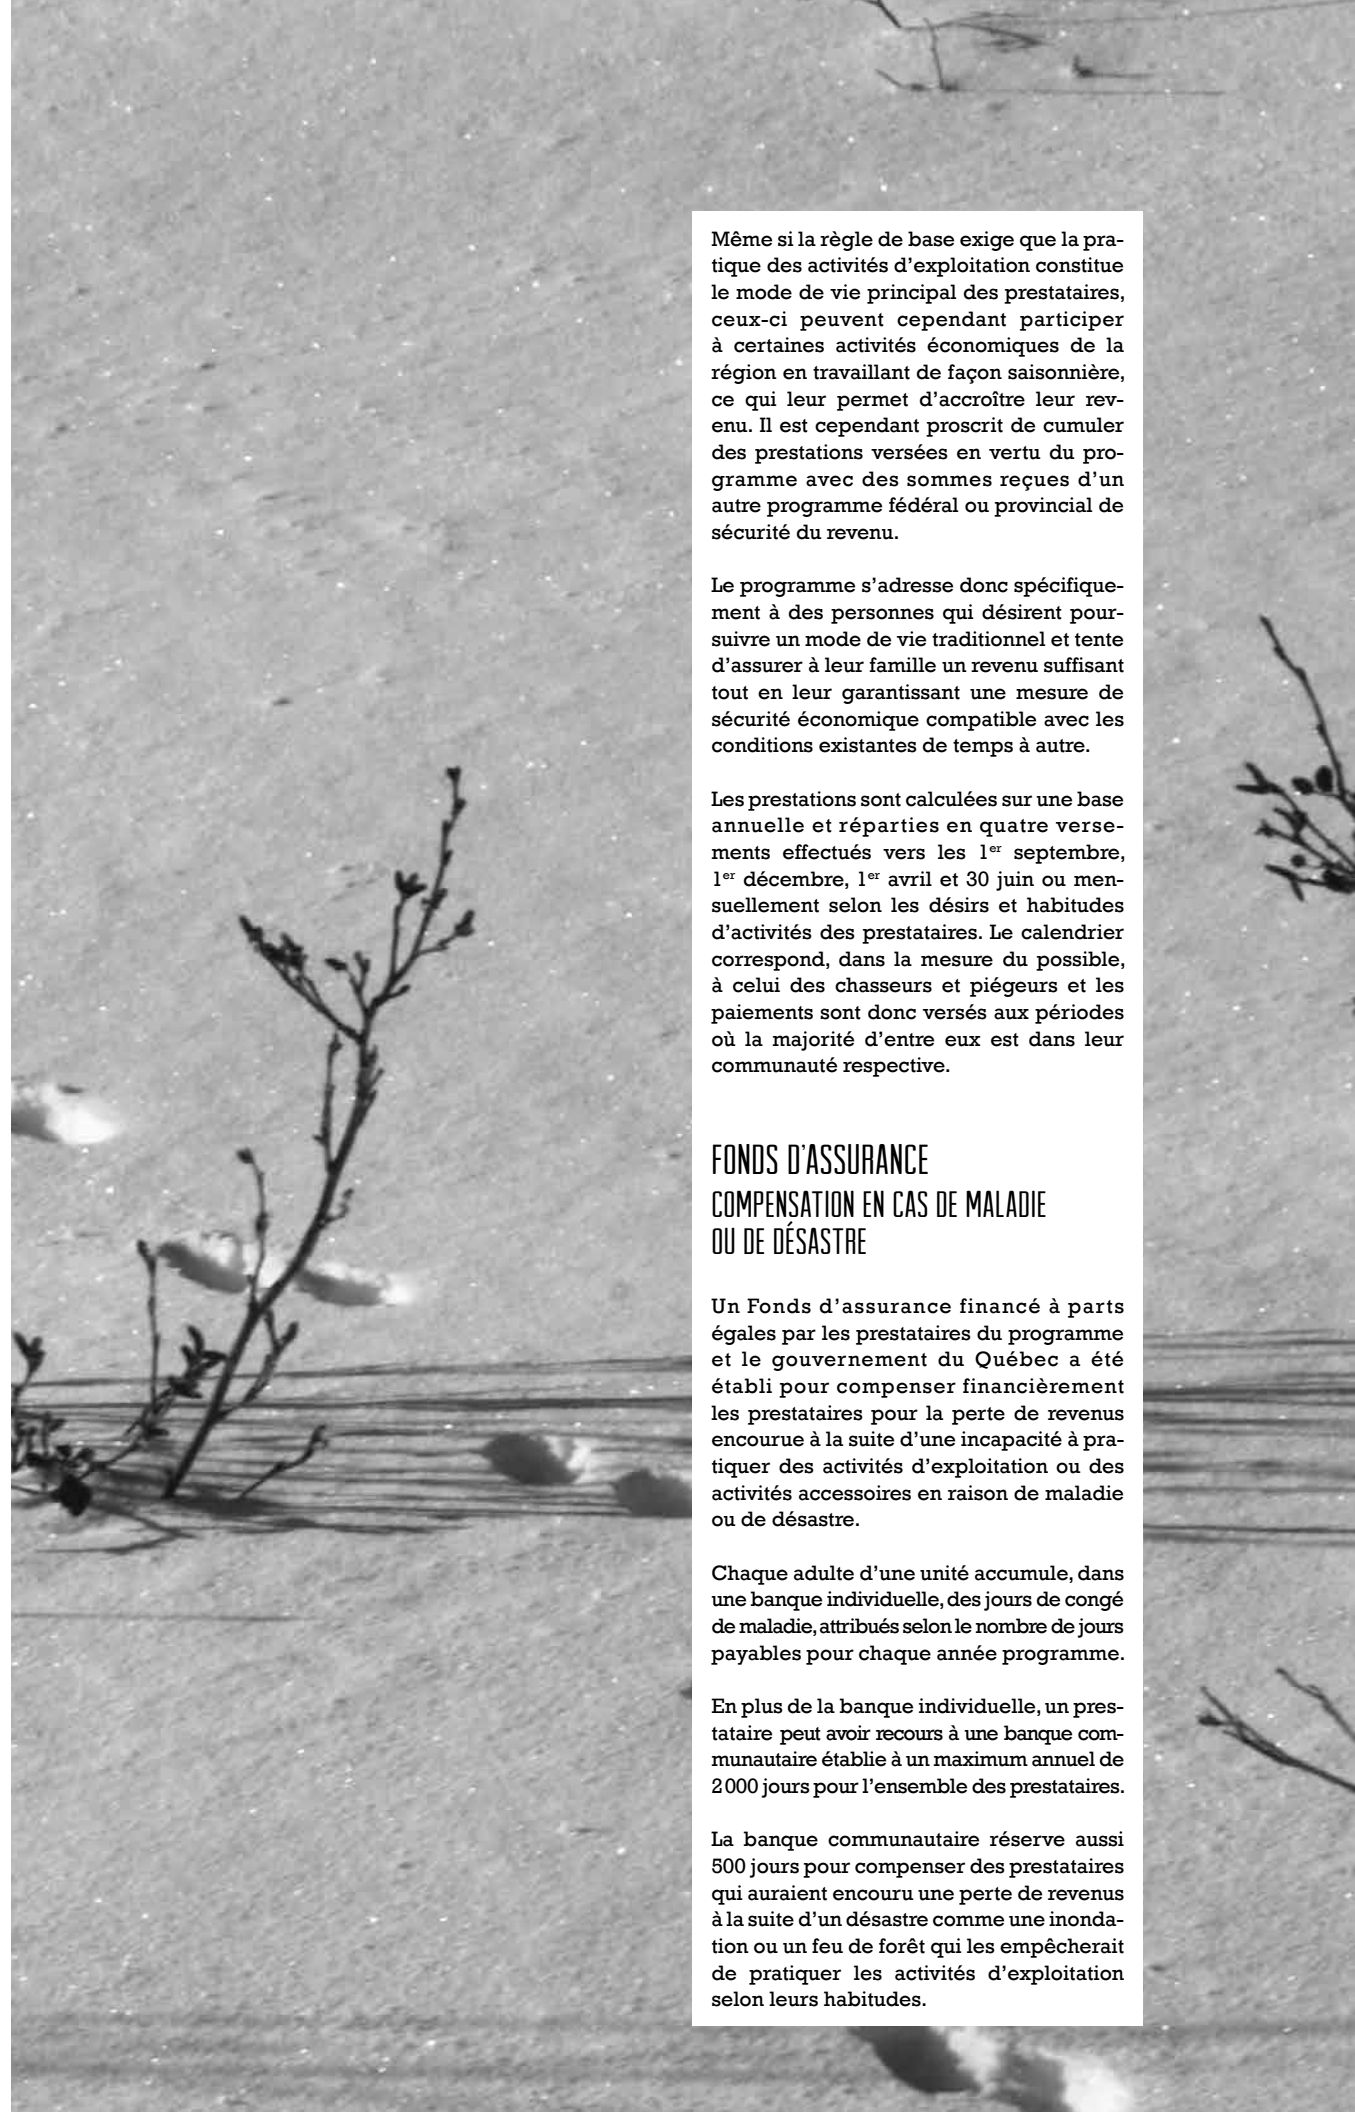 Même si la règle de base exige que la pra-
tique des activités d’exploitation constitue
le mode de vie principal des prestataires,
ceux-ci peuvent cependant participer
à certaines activités économiques de la
région en travaillant de façon saisonnière,
ce qui leur permet d’accroître leur rev-
enu. Il est cependant proscrit de cumuler
des prestations versées en vertu du pro-
gramme avec des sommes reçues d’un
autre programme fédéral ou provincial de
sécurité du revenu.
Le programme s’adresse donc spécifique-
ment à des personnes qui désirent pour-
suivre un mode de vie traditionnel et tente
d’assurer à leur famille un revenu suffisant
tout en leur garantissant une mesure de
sécurité économique compatible avec les
conditions existantes de temps à autre.
Les prestations sont calculées sur une base
annuelle et réparties en quatre verse-
ments effectués vers les 1er septembre,
1er décembre, 1er avril et 30 juin ou men-
suellement selon les désirs et habitudes
d’activités des prestataires. Le calendrier
correspond, dans la mesure du possible,
à celui des chasseurs et piégeurs et les
paiements sont donc versés aux périodes
où la majorité d’entre eux est dans leur
communauté respective.
FONDS D’ASSURANCE
COMPENSATION EN CAS DE MALADIE
OU DE DÉSASTRE
Un Fonds d’assurance financé à parts
égales par les prestataires du programme
et le gouvernement du Québec a été
établi pour compenser financièrement
les prestataires pour la perte de revenus
encourue à la suite d’une incapacité à pra-
tiquer des activités d’exploitation ou des
activités accessoires en raison de maladie
ou de désastre.
Chaque adulte d’une unité accumule, dans
une banque individuelle, des jours de congé
de maladie, attribués selon le nombre de jours
payables pour chaque année programme.
En plus de la banque individuelle, un pres-
tataire peut avoir recours à une banque com-
munautaire établie à un maximum annuel de
2 000 jours pour l’ensemble des prestataires.
La banque communautaire réserve aussi
500 jours pour compenser des prestataires
qui auraient encouru une perte de revenus
à la suite d’un désastre comme une inonda-
tion ou un feu de forêt qui les empêcherait
de pratiquer les activités d’exploitation
selon leurs habitudes.